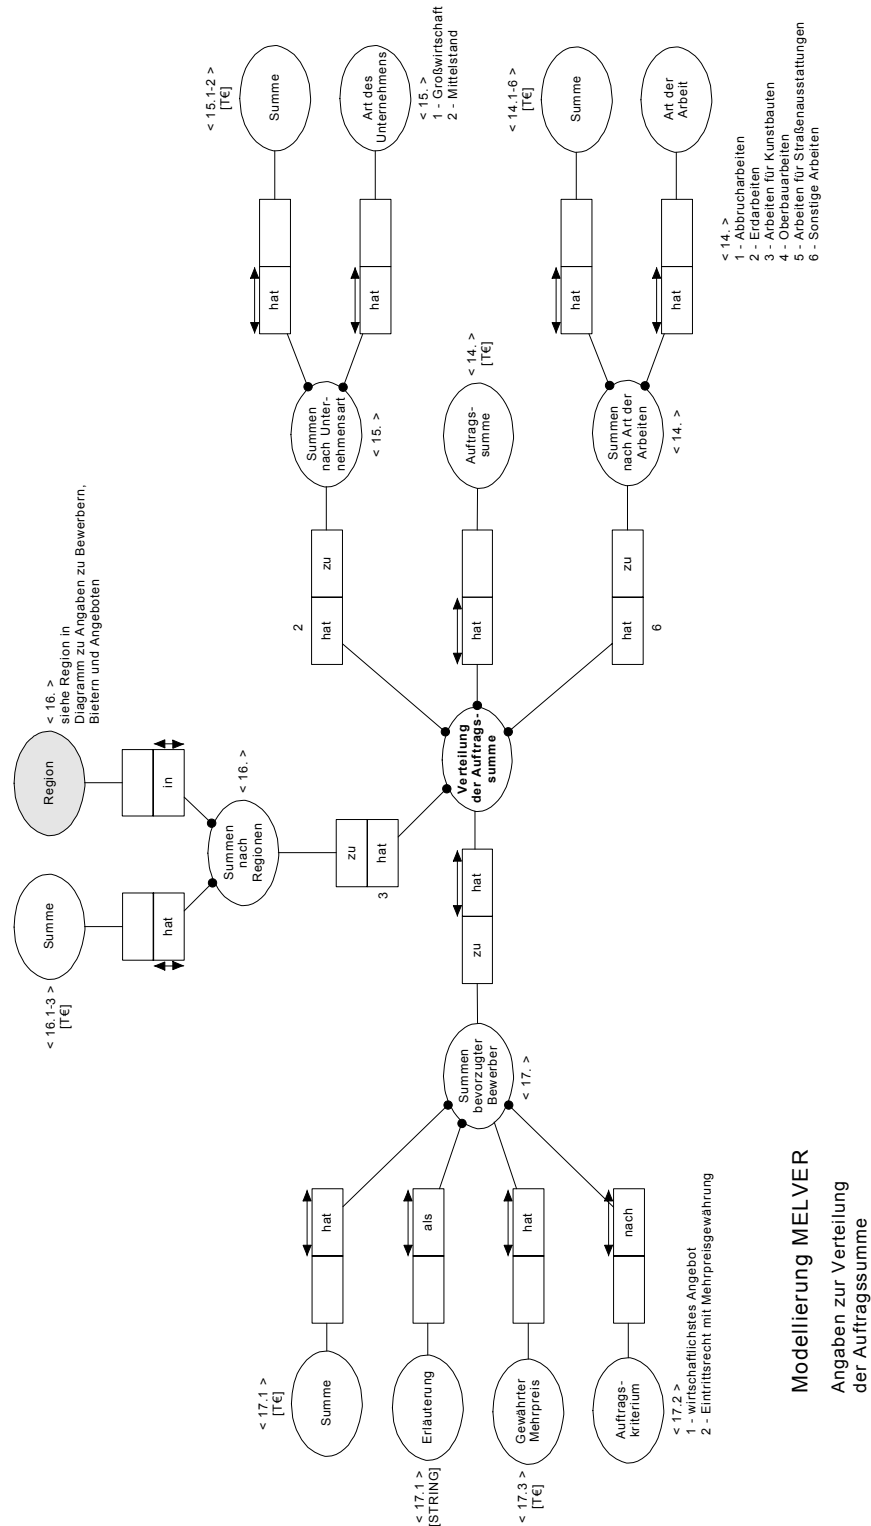 < 16.1-3 >
[T€]
Summe
hat
Region
< 16. >
siehe Region in
Diagramm zu Angaben zu Bewerbern,
Bietern und Angeboten
in
Summen
nach
Regionen
< 16. >
zu
hat
3
< 17.1 >
[T€]
Summe
hat
< 17.1 >
[STRING]
Erläuterung
als
< 17.3 >
[T€]
Gewährter
Mehrpreis
hat
Auftrags-
kriterium
nach
< 17.2 >
1 - wirtschaftlichstes Angebot
2 - Eintrittsrecht mit Mehrpreisgewährung
Summen
bevorzugter
Bewerber
< 17. >
zu
hat
Verteilung
der Auftrags-
summe
2
hat
zu
Summen
nach Unter-
nehmensart
< 15. >
hat
< 15.1-2 >
[T€]
Summe
hat
Art des
Unternehmens
< 15. >
1 - Großwirtschaft
2 - Mittelstand
hat
Auftrags-
summe
< 14. >
[T€]
hat
zu
6
Summen
nach Art der
Arbeiten
< 14. >
hat
< 14.1-6 >
[T€]
Summe
hat
Art der
Arbeit
< 14. >
1 - Abbrucharbeiten
2 - Erdarbeiten
3 - Arbeiten für Kunstbauten
4 - Oberbauarbeiten
5 - Arbeiten für Straßenausstattungen
6 - Sonstige Arbeiten
Modellierung MELVER
Angaben zur Verteilung
der Auftragssumme